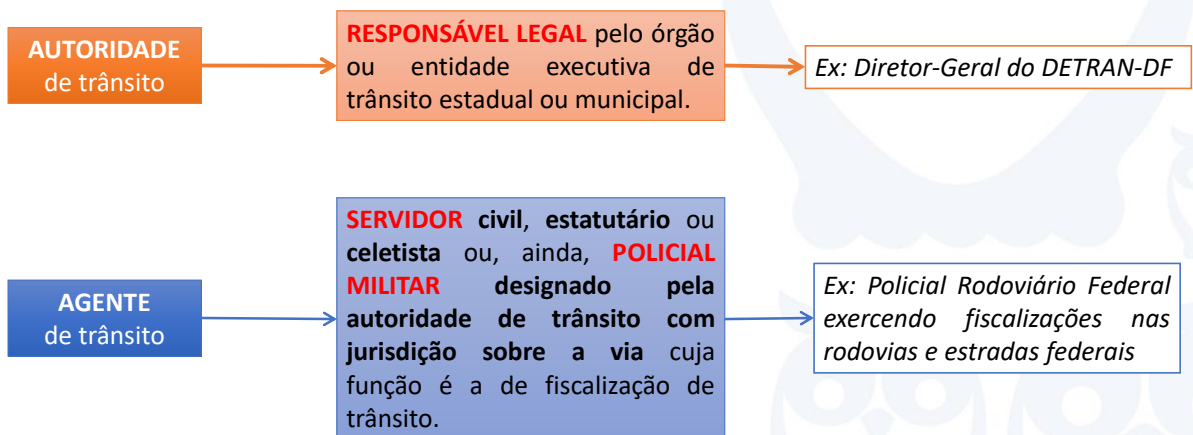 AUTORIDADE
de trânsito
RESPONSÁVEL LEGAL pelo órgão
ou entidade executiva de
trânsito estadual ou municipal.
Ex: Diretor-Geral do DETRAN-DF
AGENTE
de trânsito
SERVIDOR civil, estatutário ou
celetista ou, ainda, POLICIAL
MILITAR designado pela
autoridade de trânsito com
jurisdição sobre a via cuja
função é a de fiscalização de
trânsito.
Ex: Policial Rodoviário Federal
exercendo fiscalizações nas
rodovias e estradas federais